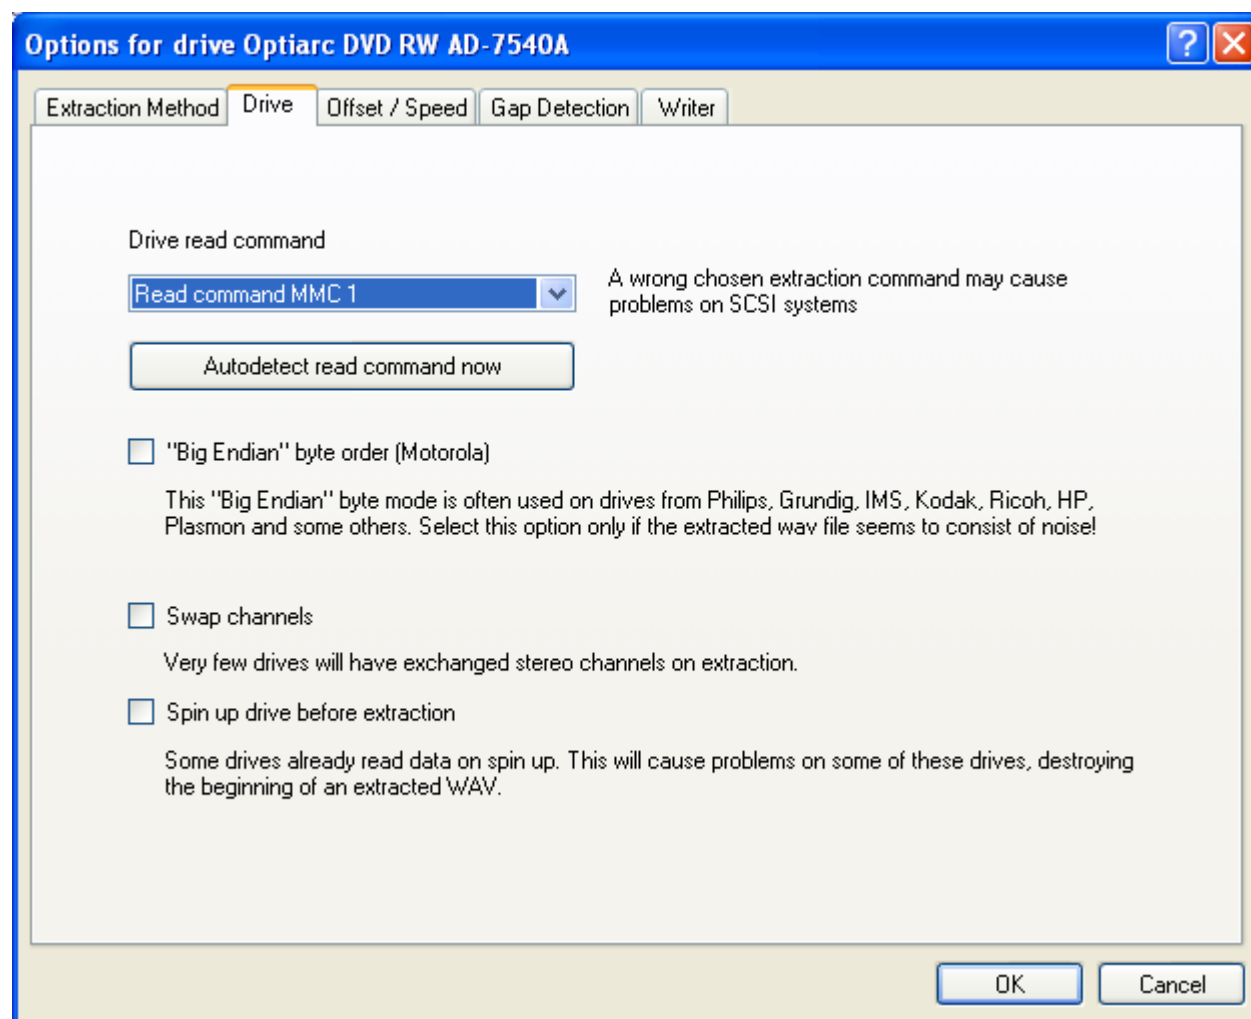 Options for drive Optiarc DVD RW AD-7540A
Extraction Method Drive Offset / Speed Gap Detection Writer
Drive read command
Read command MMC 1
A wrong chosen extraction command may cause
problems on SCSI systems
Autodetect read command now
"Big Endian" byte order (Motorola)
This "Big Endian" byte mode is often used on drives from Philips, Grundig, IMS, Kodak, Ricoh, HP,
Plasmon and some others. Select this option only if the extracted wav file seems to consist of noise!
Swap channels
Very few drives will have exchanged stereo channels on extraction.
Spin up drive before extraction
Some drives already read data on spin up. This will cause problems on some of these drives, destroying
the beginning of an extracted WAV.
OK Cancel